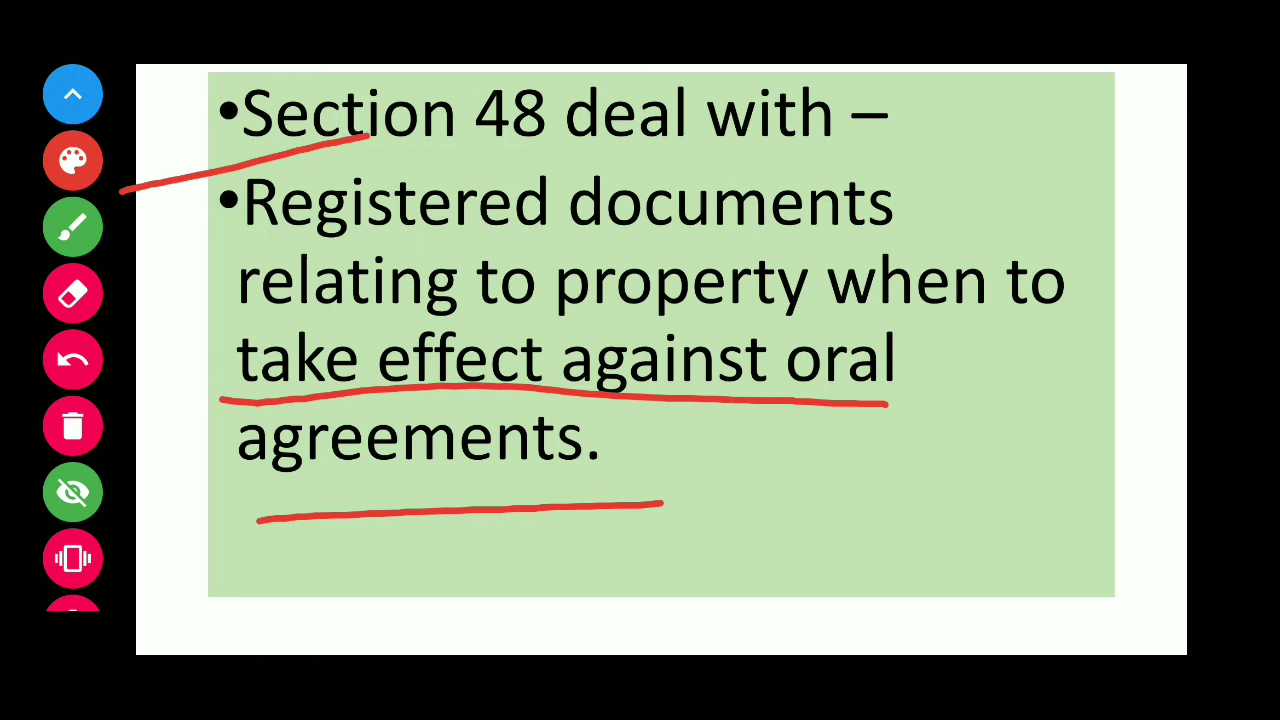 •Section 48 deal with –
•Registered documents
relating to property when to
take effect against oral
agreements.